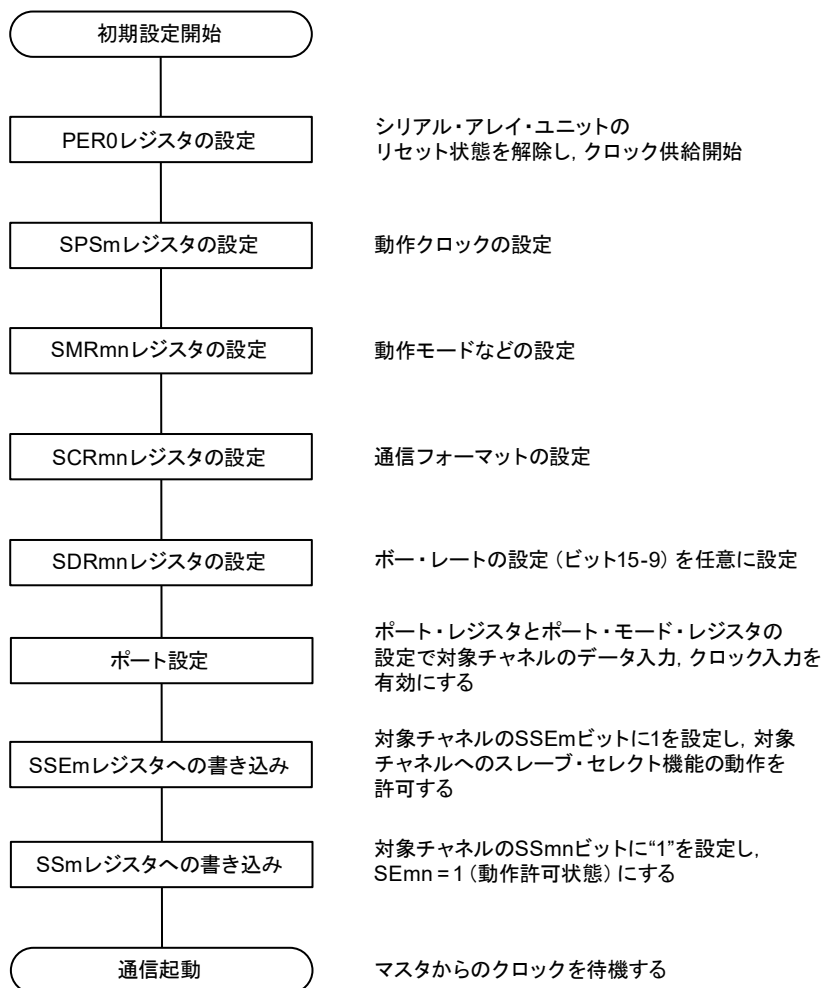 初期設定開始
PER0レジスタの設定
シリアル・アレイ・ユニットの
リセット状態を解除し, クロック供給開始
SPSmレジスタの設定
動作クロックの設定
SMRmnレジスタの設定
動作モードなどの設定
SCRmnレジスタの設定
通信フォーマットの設定
SDRmnレジスタの設定
ボー・レートの設定 (ビット15-9) を任意に設定
ポート設定
ポート・レジスタとポート・モード・レジスタの
設定で対象チャネルのデータ入力, クロック入力を
有効にする
SSEmレジスタへの書き込み
対象チャネルのSSEmビットに1を設定し, 対象
チャネルへのスレーブ・セレクト機能の動作を
許可する
SSmレジスタへの書き込み
対象チャネルのSSmnビットに“1”を設定し,
SEmn = 1 (動作許可状態) にする
通信起動
マスタからのクロックを待機する